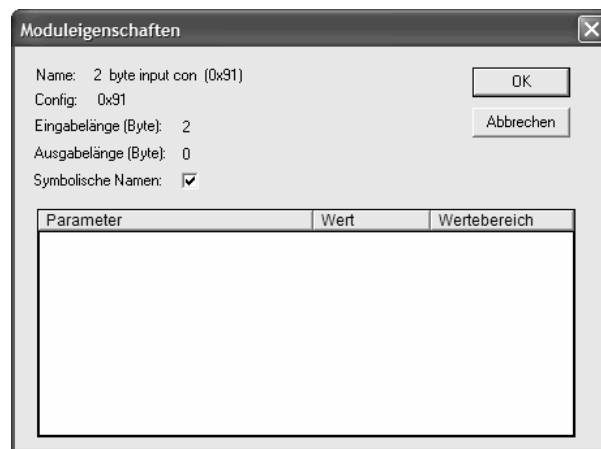 Moduleigenschaften
Name: 2 byte input con (0x91)
OK
Config: 0x91
Eingabelänge (Byte): 2
Abbrechen
Ausgabelänge (Byte): 0
Symbolische Namen:
Parameter Wert Wertebereich